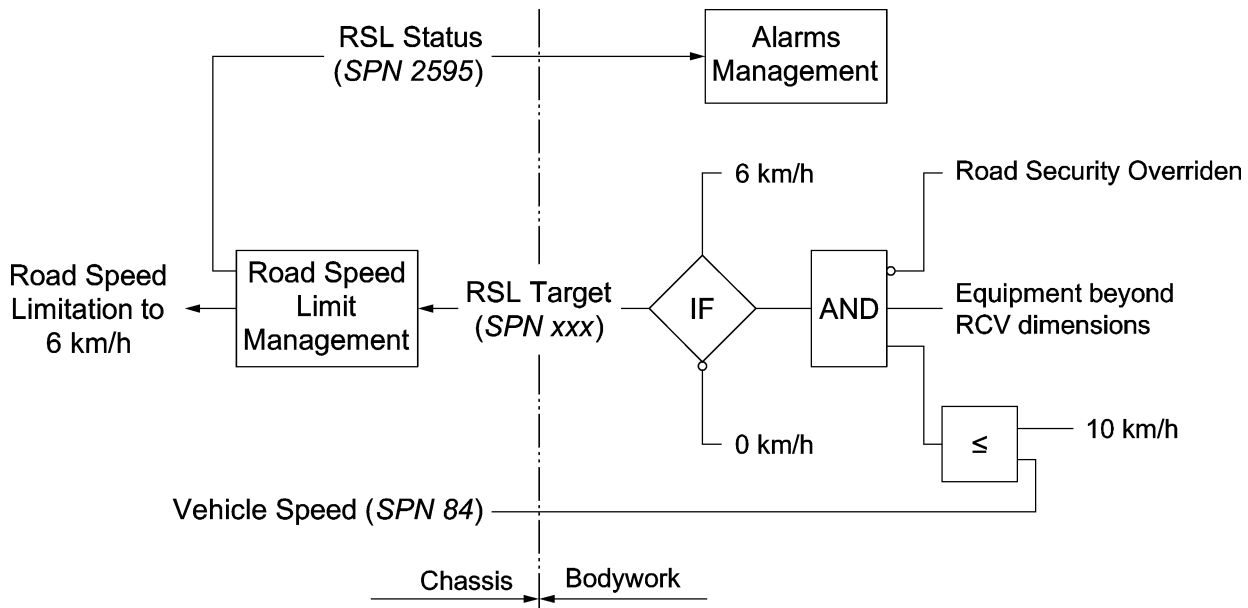 RSL Status
(SPN 2595)
Alarms
Management
6 km/h
Road Security Overriden
Road Speed
Limitation to
6 km/h
Road Speed
Limit
Management
RSL Target
(SPN xxx)
IF
AND
Equipment beyond
RCV dimensions
0 km/h
≤
10 km/h
Vehicle Speed (SPN 84)
Chassis
Bodywork